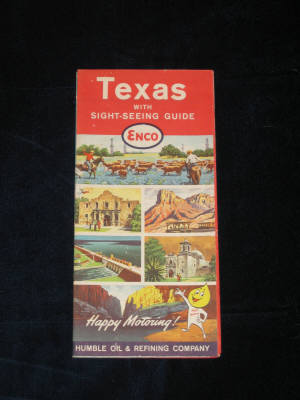 Texas
WITH
SIGHT-SEEING GUIDE
ENCO
Happy Motoring!
HUMBLE OIL & REFINING COMPANY